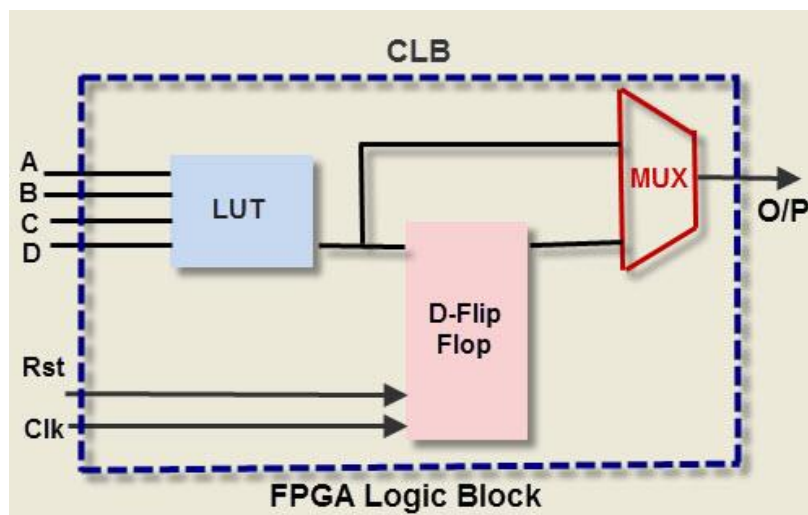 CLB
A
B
C
D
LUT
MUX
O/P
D-Flip
Flop
Rst
Clk
FPGA Logic Block